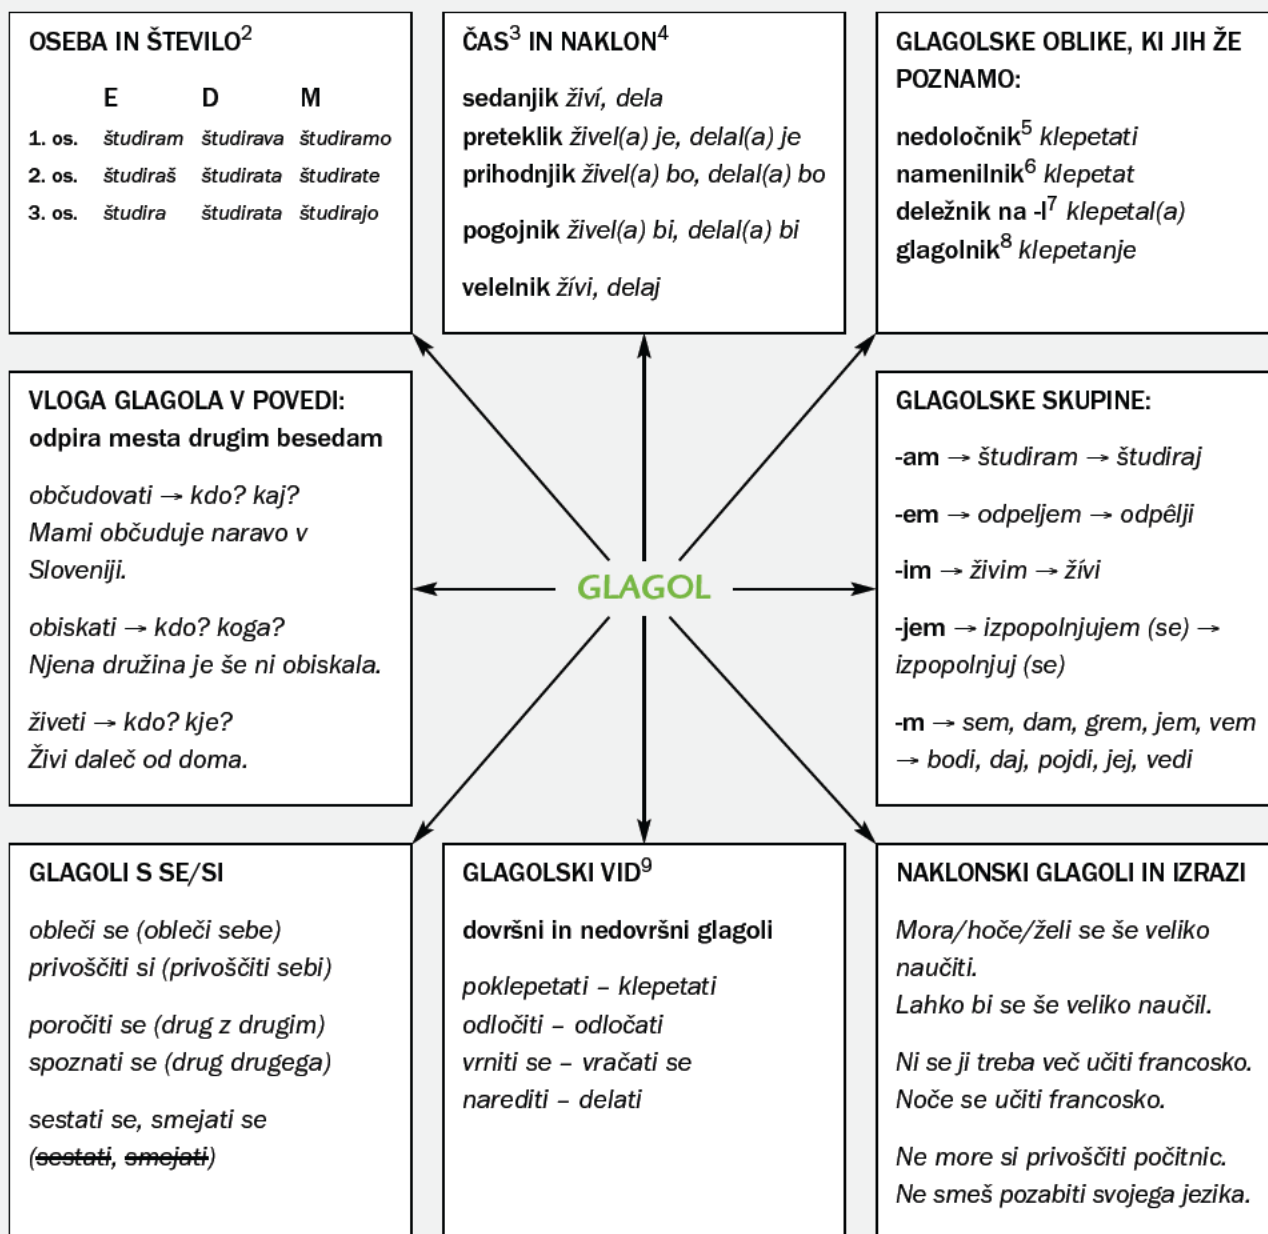 OSEBA IN ŠTEVILO2
E D M
1. os. študiram študirava študiramo
2. os. študiraš študirata študirate
3. os. študira študirata študirajo
ČAS3 IN NAKLON4
sedanjik živí, dela
preteklik živel(a) je, delal(a) je
prihodnjik živel(a) bo, delal(a) bo
pogojnik živel(a) bi, delal(a) bi
velelnik žívi, delaj
GLAGOLSKE OBLIKE, KI JIH ŽE
POZNAMO:
nedoločnik5 klepetati
namenilnik6 klepetat
deležnik na -l7 klepetal(a)
glagolnik8 klepetanje
VLOGA GLAGOLA V POVEDI:
odpira mesta drugim besedam
občudovati → kdo? kaj?
Mami občuduje naravo v
Sloveniji.
obiskati → kdo? koga?
Njena družina je še ni obiskala.
živeti → kdo? kje?
Živi daleč od doma.
GLAGOL
GLAGOLSKE SKUPINE:
-am → študiram → študiraj
-em → odpeljem → odpêlji
-im → živim → žívi
-jem → izpopolnjujem (se) →
izpopolnjuj (se)
-m → sem, dam, grem, jem, vem
→ bodi, daj, pojdi, jej, vedi
GLAGOLI S SE/SI
obleči se (obleči sebe)
privoščiti si (privoščiti sebi)
poročiti se (drug z drugim)
spoznati se (drug drugega)
sestati se, smejati se
(sestati, smejati)
GLAGOLSKI VID9
dovršni in nedovršni glagoli
poklepetati – klepetati
odločiti – odločati
vrniti se – vračati se
narediti – delati
NAKLONSKI GLAGOLI IN IZRAZI
Mora/hoče/želi se še veliko
naučiti.
Lahko bi se še veliko naučil.
Ni se ji treba več učiti francosko.
Noče se učiti francosko.
Ne more si privoščiti počitnic.
Ne smeš pozabiti svojega jezika.